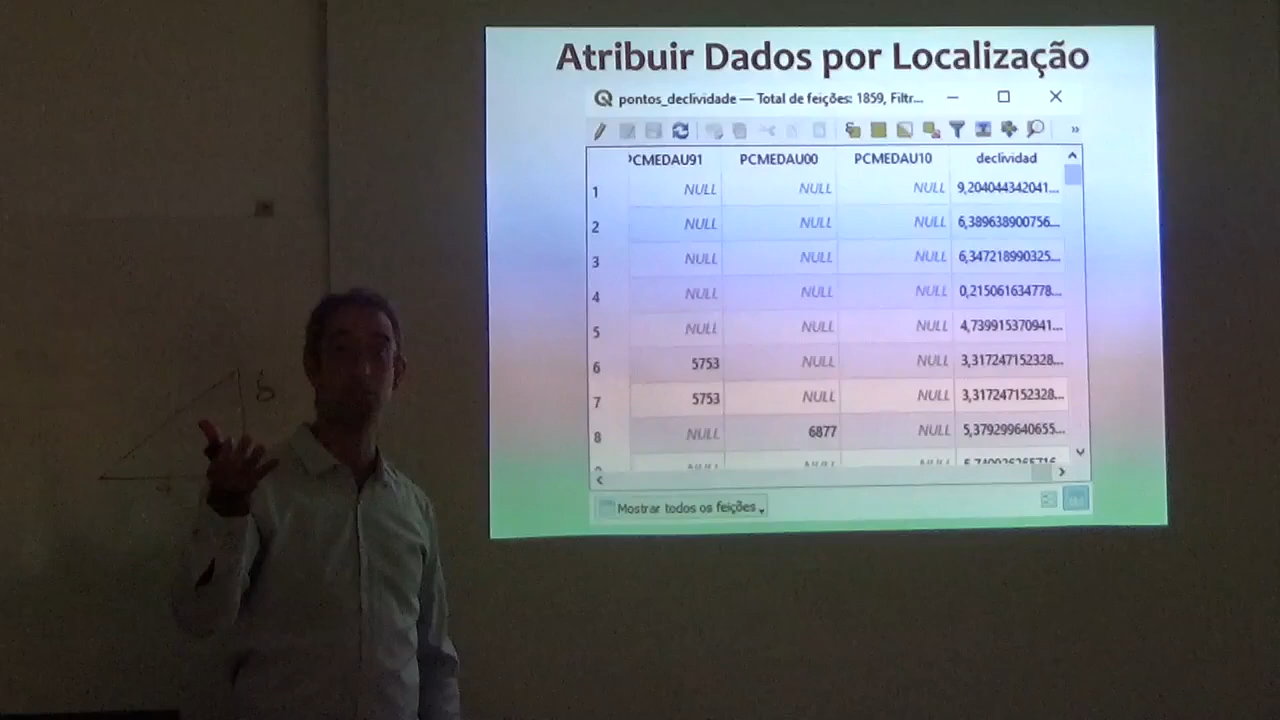 Atribuir Dados por Localização
pontos_declividade — Total de feições: 1859, Filtr...
PCMEDAU91 PCMEDAU00 PCMEDAU10 declividad
1 NULL NULL NULL 9,204044342041...
2 NULL NULL NULL 6,389638900756...
3 NULL NULL NULL 6,347218990325...
4 NULL NULL NULL 0,215061634778...
5 NULL NULL NULL 4,739915370941...
6 5753 NULL NULL 3,317247152328...
7 5753 NULL NULL 3,317247152328...
8 NULL 6877 NULL 5,379299640655...
Mostrar todos os feições
b
a